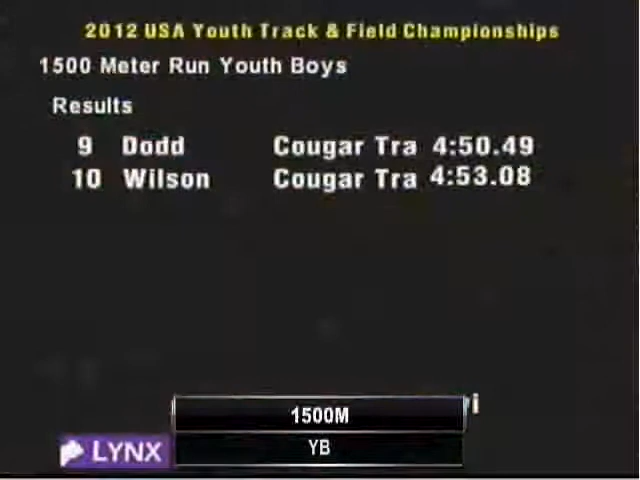 2012 USA Youth Track & Field Championships
1500 Meter Run Youth Boys
Results
9 Dodd Cougar Tra 4:50.49
10 Wilson Cougar Tra 4:53.08
1500M
LYNX
YB